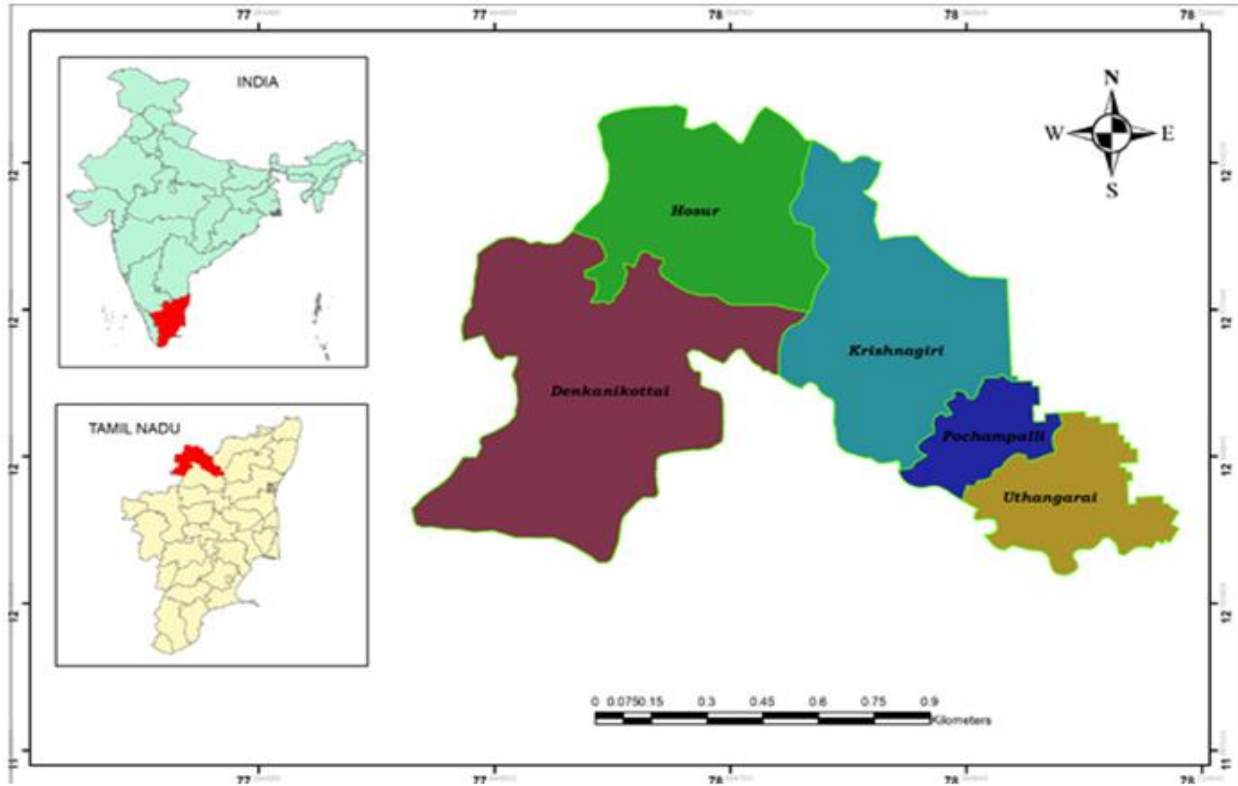 77 77 78 78 78
INDIA
N
W E
S
12 12
Hosur
12 12
Krishnagiri
Denkanikottai
TAMIL NADU
Pochampalli
12 12
Uthangarai
12 12
0 0.075 0.15 0.3 0.45 0.6 0.75 0.9
Kilometers
11 11
77 77 78 78 78